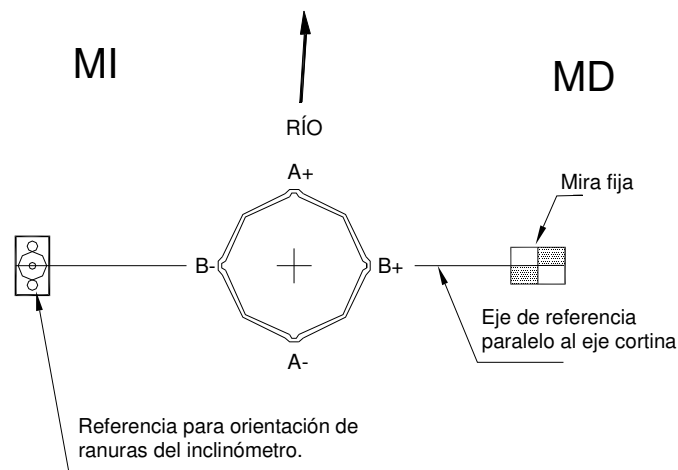 MI
MD
RÍO
A+
Mira fija
B-
B+
Eje de referencia
paralelo al eje cortina
A-
Referencia para orientación de
ranuras del inclinómetro.